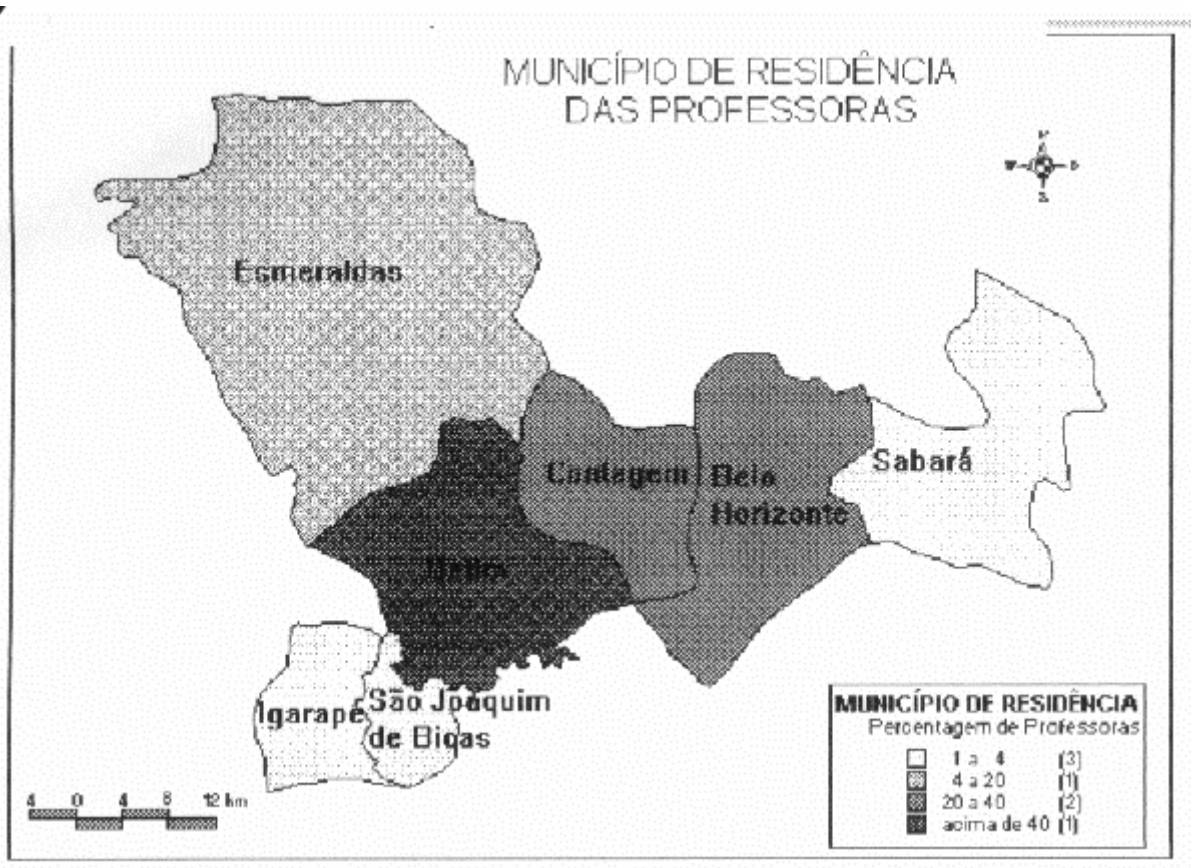 MUNICÍPIO DE RESIDÊNCIA
DAS PROFESSORAS
Esmeraldas
Contagem
Belo
Horizonte
Sabará
Betim
Igarapé
São Joaquim
de Bigas
4 0 4 8 12 km
MUNICÍPIO DE RESIDÊNCIA
Percentagem de Professoras
1 a 4 (3)
4 a 20 (1)
20 a 40 (2)
acima de 40 (1)